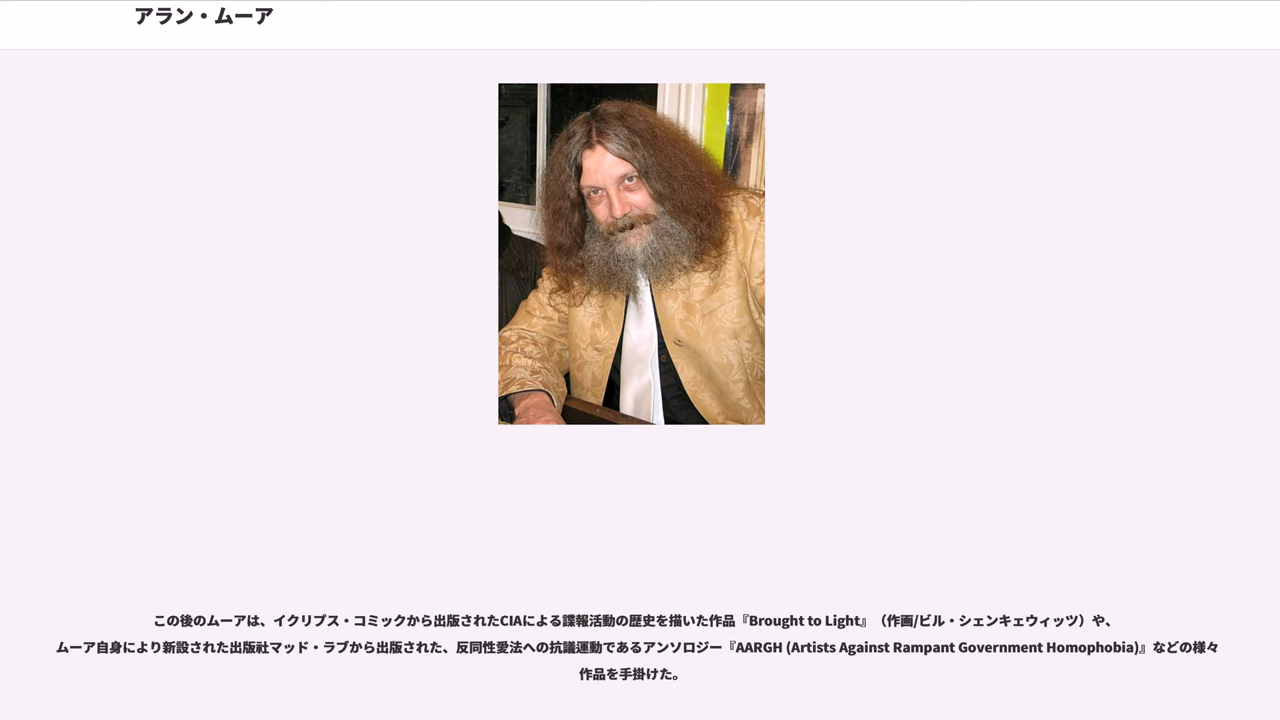 アラン・ムーア
この後のムーアは、イクリプス・コミックから出版されたCIAによる諜報活動の歴史を描いた作品『Brought to Light』（作画/ビル・シェンキェウィッツ）や、
ムーア自身により新設された出版社マッド・ラブから出版された、反同性愛法への抗議運動であるアンソロジー『AARGH (Artists Against Rampant Government Homophobia)』などの様々
作品を手掛けた。